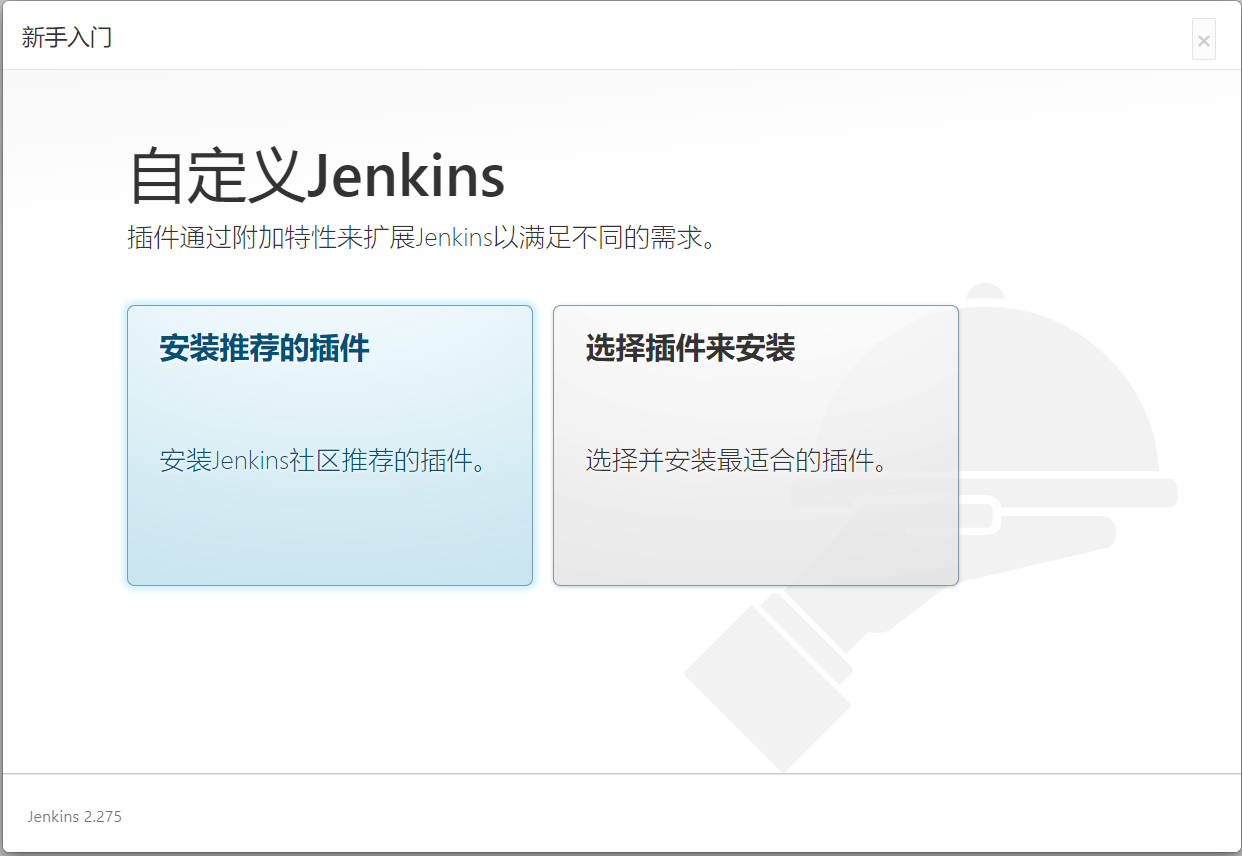 新手入门
×
自定义Jenkins
插件通过附加特性来扩展Jenkins以满足不同的需求。
安装推荐的插件
安装Jenkins社区推荐的插件。
选择插件来安装
选择并安装最适合的插件。
Jenkins 2.275